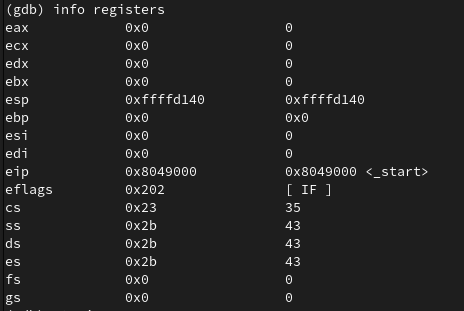 (gdb) info registers
eax 0x0 0
ecx 0x0 0
edx 0x0 0
ebx 0x0 0
esp 0xffffd140 0xffffd140
ebp 0x0 0x0
esi 0x0 0
edi 0x0 0
eip 0x8049000 0x8049000 <_start>
eflags 0x202 [ IF ]
cs 0x23 35
ss 0x2b 43
ds 0x2b 43
es 0x2b 43
fs 0x0 0
gs 0x0 0